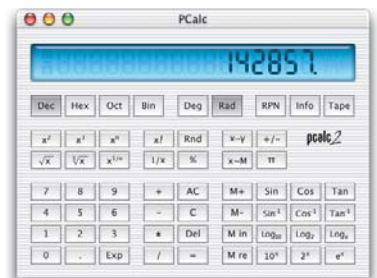 PCalc
142857.
Dec Hex Oct Bin Deg Rad RPN Info Tape
x² x³ xⁿ x! Rnd x-y +/- pcalc2
√x ∛x x¹/ⁿ 1/x % x-M π
7 8 9 + AC M+ Sin Cos Tan
4 5 6 - C M- Sin⁻¹ Cos⁻¹ Tan⁻¹
1 2 3 * Del M in Log₁₀ Log₂ Logₑ
0 . Exp / = M re 10ˣ 2ˣ eˣ